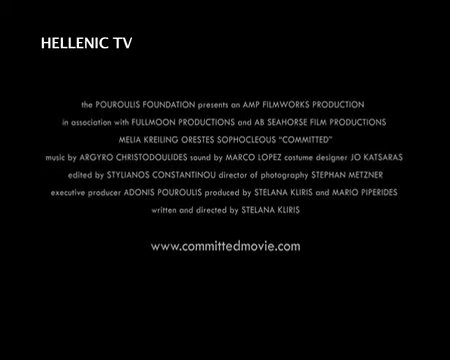 HELLENIC TV
the POUROULIS FOUNDATION presents an AMP FILMWORKS PRODUCTION
in association with FULLMOON PRODUCTIONS and AB SEAHORSE FILM PRODUCTIONS
MELIA KREILING ORESTES SOPHOCLEOUS "COMMITTED"
music by ARGYRO CHRISTODOULIDES sound by MARCO LOPEZ costume designer JO KATSARAS
edited by STYLIANOS CONSTANTINOU director of photography STEPHAN METZNER
executive producer ADONIS POUROULIS produced by STELANA KLIRIS and MARIO PIPERIDES
written and directed by STELANA KLIRIS
www.committedmovie.com